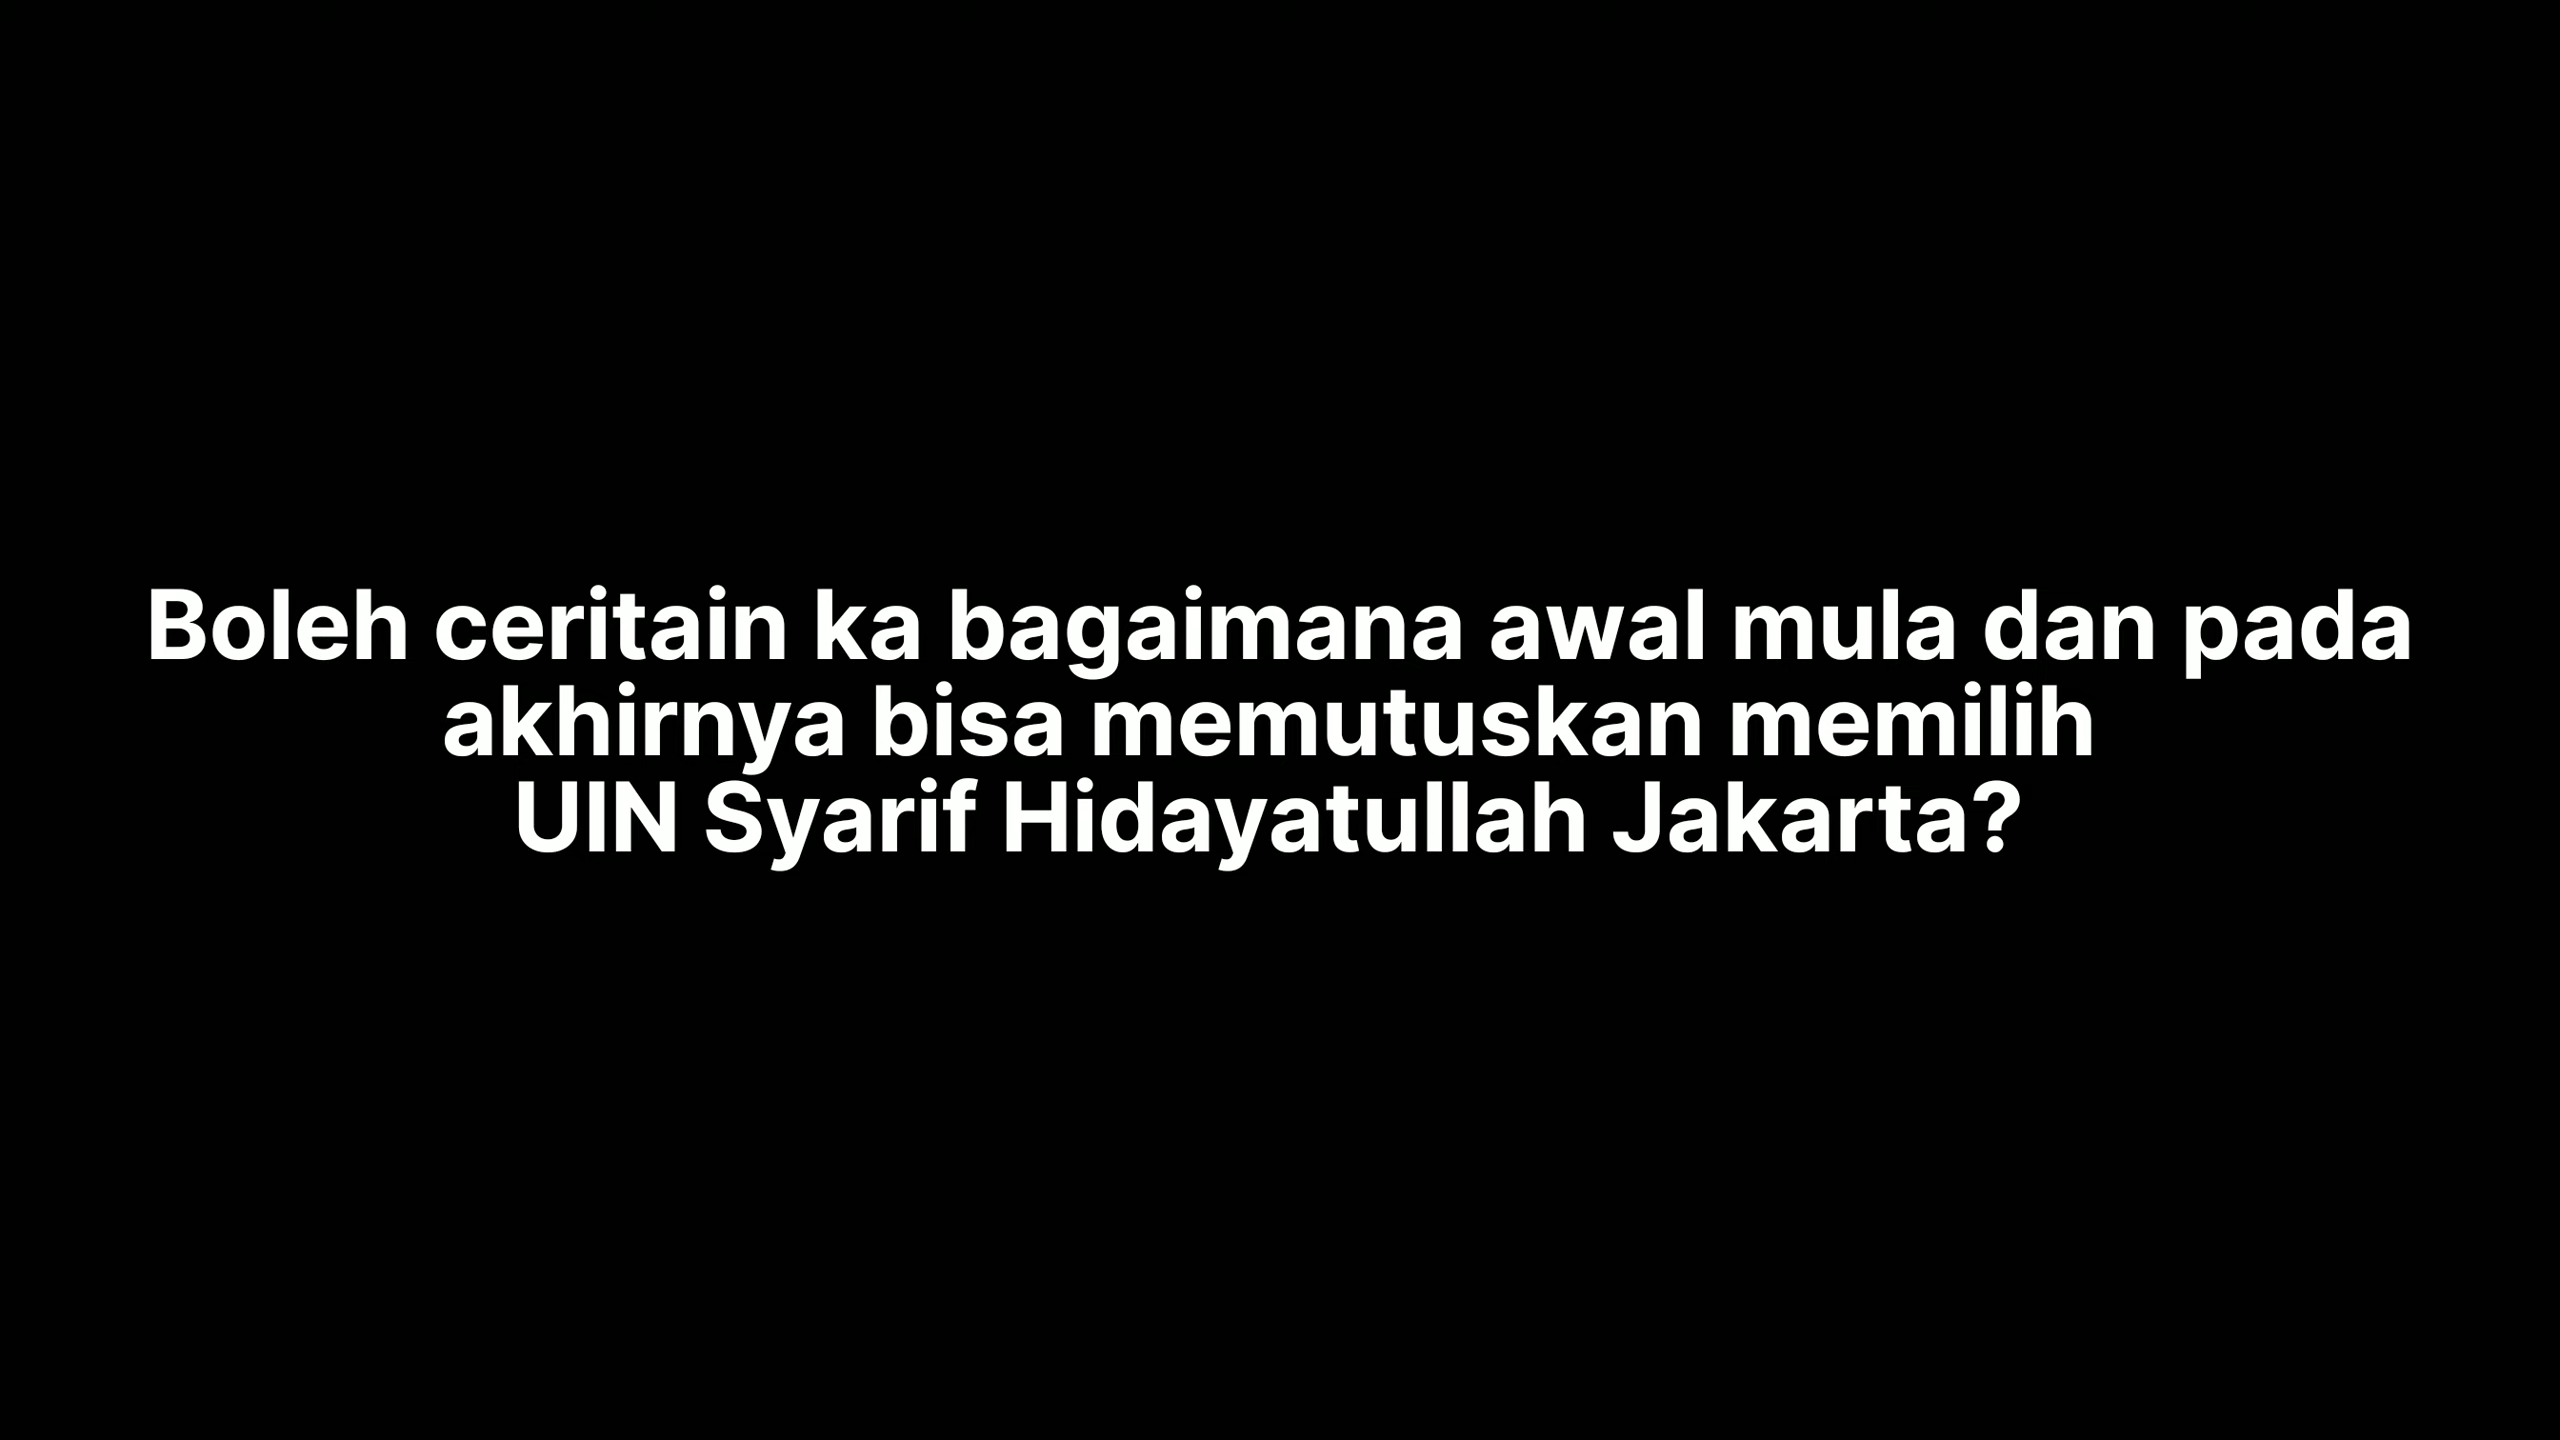 Boleh ceritain ka bagaimana awal mula dan pada
akhirnya bisa memutuskan memilih
UIN Syarif Hidayatullah Jakarta?